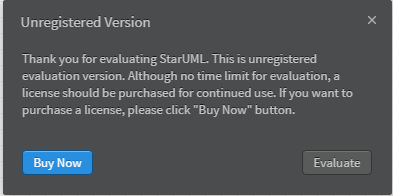 Unregistered Version
Thank you for evaluating StarUML. This is unregistered
evaluation version. Although no time limit for evaluation, a
license should be purchased for continued use. If you want to
purchase a license, please click "Buy Now" button.
Buy Now
Evaluate